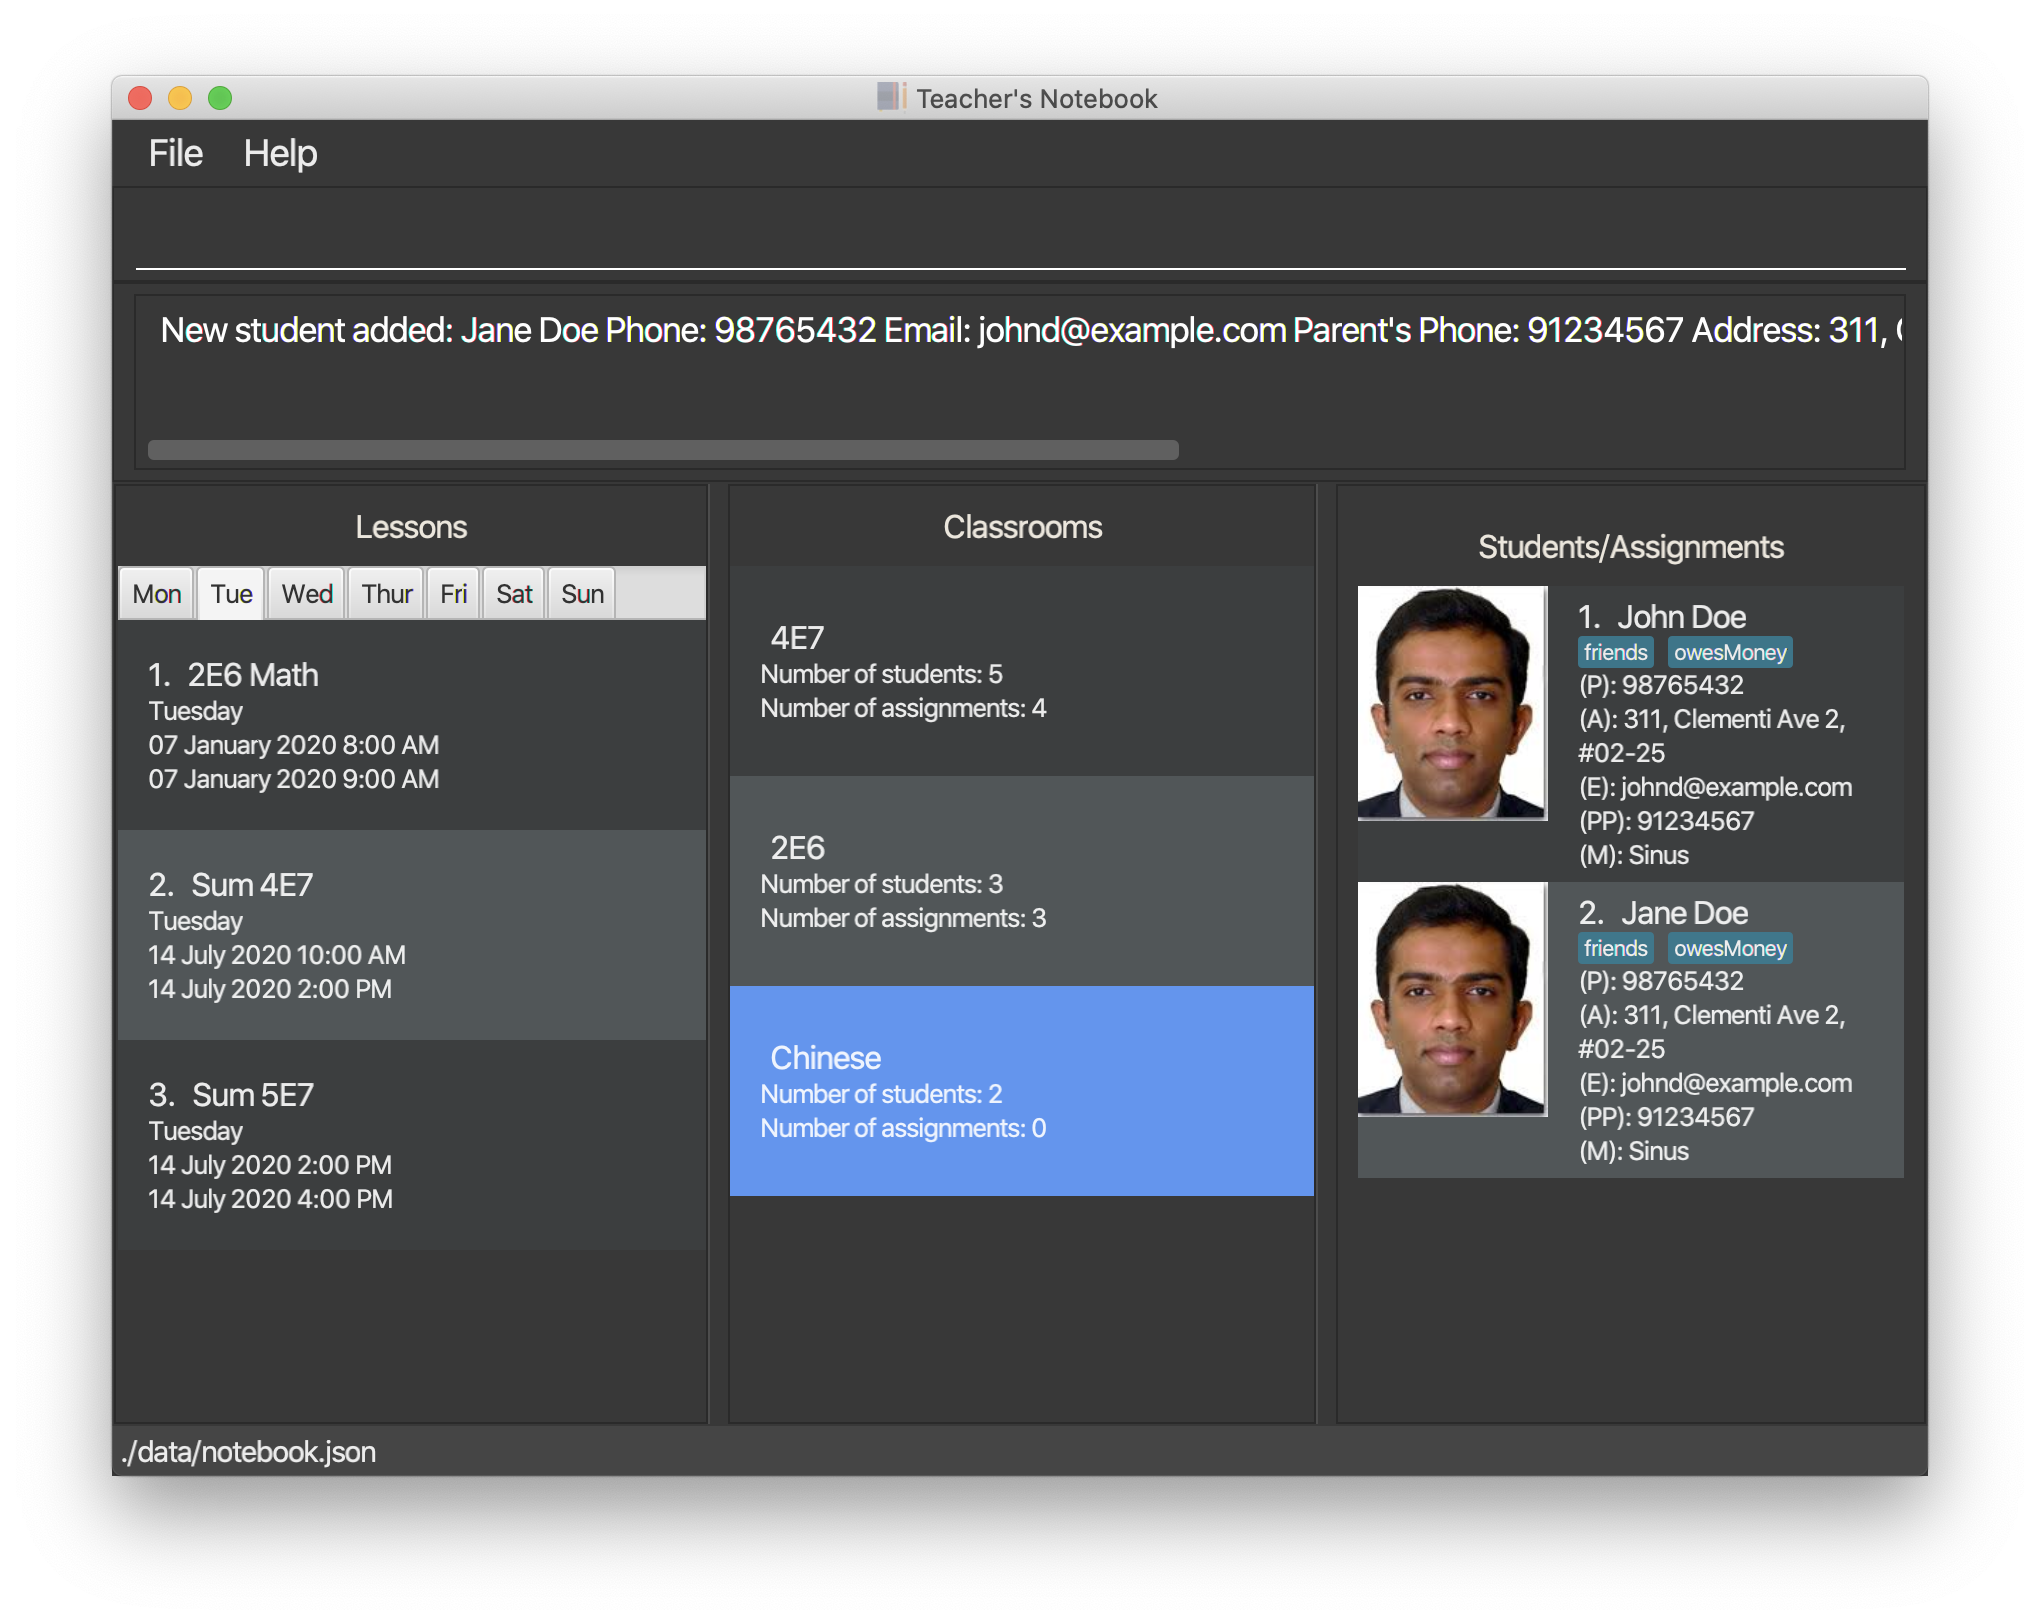 Teacher's Notebook
File Help
New student added: Jane Doe Phone: 98765432 Email: johnd@example.com Parent's Phone: 91234567 Address: 311,
Lessons
Mon Tue Wed Thur Fri Sat Sun
1. 2E6 Math
Tuesday
07 January 2020 8:00 AM
07 January 2020 9:00 AM
2. Sum 4E7
Tuesday
14 July 2020 10:00 AM
14 July 2020 2:00 PM
3. Sum 5E7
Tuesday
14 July 2020 2:00 PM
14 July 2020 4:00 PM
Classrooms
4E7
Number of students: 5
Number of assignments: 4
2E6
Number of students: 3
Number of assignments: 3
Chinese
Number of students: 2
Number of assignments: 0
Students/Assignments
1. John Doe
friends owesMoney
(P): 98765432
(A): 311, Clementi Ave 2,
#02-25
(E): johnd@example.com
(PP): 91234567
(M): Sinus
2. Jane Doe
friends owesMoney
(P): 98765432
(A): 311, Clementi Ave 2,
#02-25
(E): johnd@example.com
(PP): 91234567
(M): Sinus
./data/notebook.json